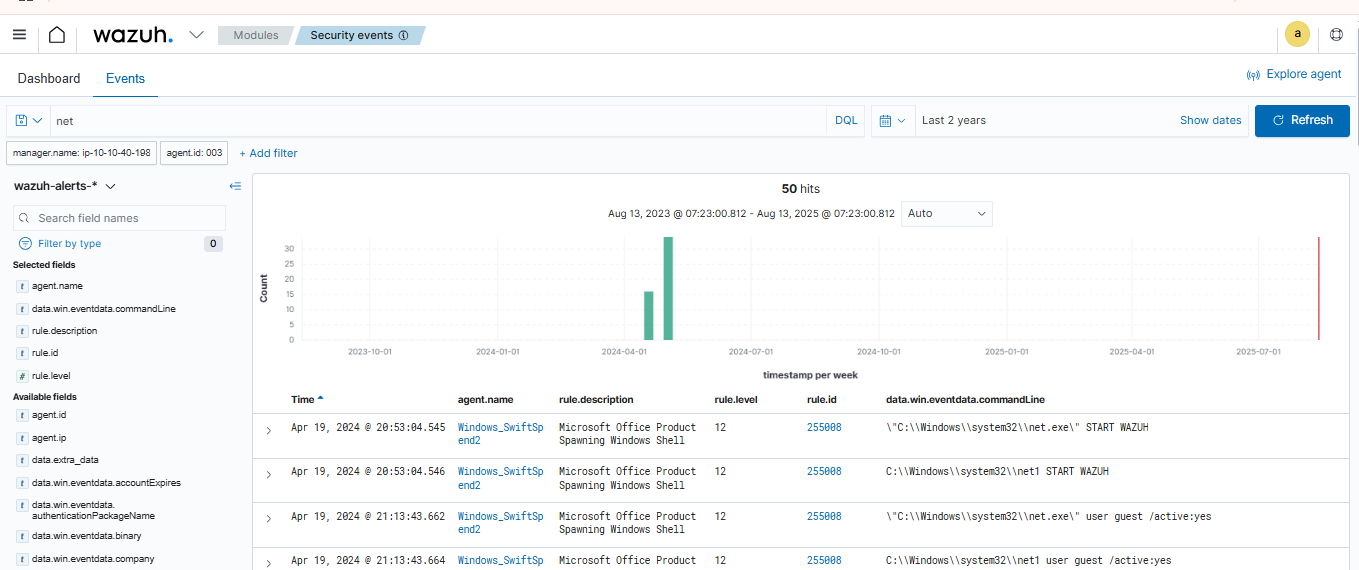 wazuh.
Modules
Security events
a
Dashboard
Events
Explore agent
net
DQL
Last 2 years
Show dates
Refresh
manager.name: ip-10-10-40-198
agent.id: 003
+ Add filter
wazuh-alerts-*
Search field names
Filter by type
0
Selected fields
t agent.name
t data.win.eventdata.commandLine
t rule.description
t rule.id
# rule.level
Available fields
t agent.id
t agent.ip
t data.extra_data
t data.win.eventdata.accountExpires
t data.win.eventdata.
authenticationPackageName
t data.win.eventdata.binary
t data.win.eventdata.company
50 hits
Aug 13, 2023 @ 07:23:00.812 - Aug 13, 2025 @ 07:23:00.812
Auto
Count
30
25
20
15
10
5
0
2023-10-01
2024-01-01
2024-04-01
2024-07-01
2024-10-01
2025-01-01
2025-04-01
2025-07-01
timestamp per week
Time agent.name rule.description rule.level rule.id data.win.eventdata.commandLine
Apr 19, 2024 @ 20:53:04.545 Windows_SwiftSp Microsoft Office Product 12 255008 \"C:\\Windows\\system32\\net.exe\" START WAZUH
end2 Spawning Windows Shell
Apr 19, 2024 @ 20:53:04.546 Windows_SwiftSp Microsoft Office Product 12 255008 C:\\Windows\\system32\\net1 START WAZUH
end2 Spawning Windows Shell
Apr 19, 2024 @ 21:13:43.662 Windows_SwiftSp Microsoft Office Product 12 255008 \"C:\\Windows\\system32\\net.exe\" user guest /active:yes
end2 Spawning Windows Shell
Apr 19, 2024 @ 21:13:43.664 Windows_SwiftSp Microsoft Office Product 12 255008 C:\\Windows\\system32\\net1 user guest /active:yes